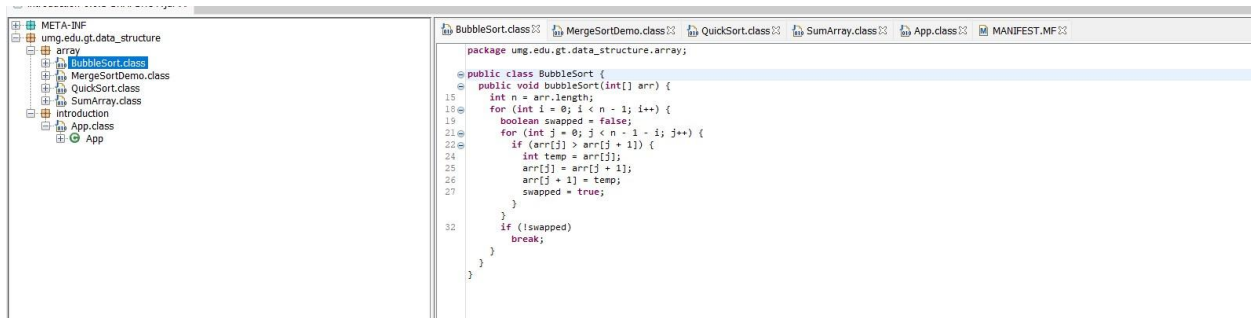 META-INF
umg.edu.gt.data_structure
array
BubbleSort.class
MergeSortDemo.class
QuickSort.class
SumArray.class
introduction
App.class
App
BubbleSort.class MergeSortDemo.class QuickSort.class SumArray.class App.class M MANIFEST.MF
package umg.edu.gt.data_structure.array;
public class BubbleSort {
public void bubbleSort(int[] arr) {
15 int n = arr.length;
18 for (int i = 0; i < n - 1; i++) {
19 boolean swapped = false;
21 for (int j = 0; j < n - 1 - i; j++) {
22 if (arr[j] > arr[j + 1]) {
24 int temp = arr[j];
25 arr[j] = arr[j + 1];
26 arr[j + 1] = temp;
27 swapped = true;
}
}
32 if (!swapped)
break;
}
}
}